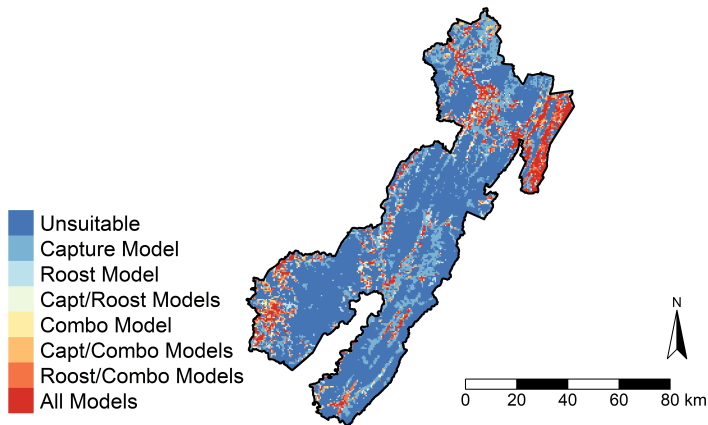 Unsuitable
Capture Model
Roost Model
Capt/Roost Models
Combo Model
Capt/Combo Models
Roost/Combo Models
All Models
N
0 20 40 60 80 km